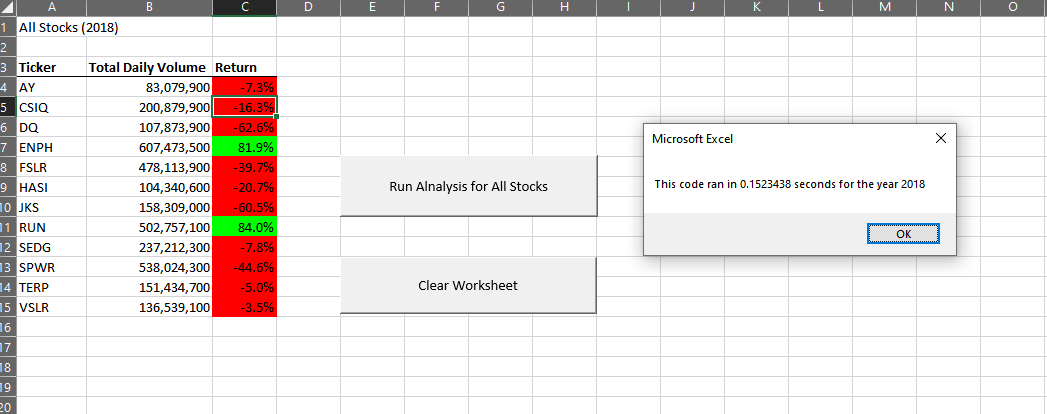 A B C D E F G H I J K L M N O
1 All Stocks (2018)
2
3 Ticker Total Daily Volume Return
4 AY 83,079,900 -7.3%
5 CSIQ 200,879,900 -16.3%
6 DQ 107,873,900 -62.6%
7 ENPH 607,473,500 81.9%
8 FSLR 478,113,900 -39.7%
9 HASI 104,340,600 -20.7%
10 JKS 158,309,000 -60.5%
11 RUN 502,757,100 84.0%
12 SEDG 237,212,300 -7.8%
13 SPWR 538,024,300 -44.6%
14 TERP 151,434,700 -5.0%
15 VSLR 136,539,100 -3.5%
16
17
18
19
20
Run Alnalysis for All Stocks
Clear Worksheet
Microsoft Excel
This code ran in 0.1523438 seconds for the year 2018
OK